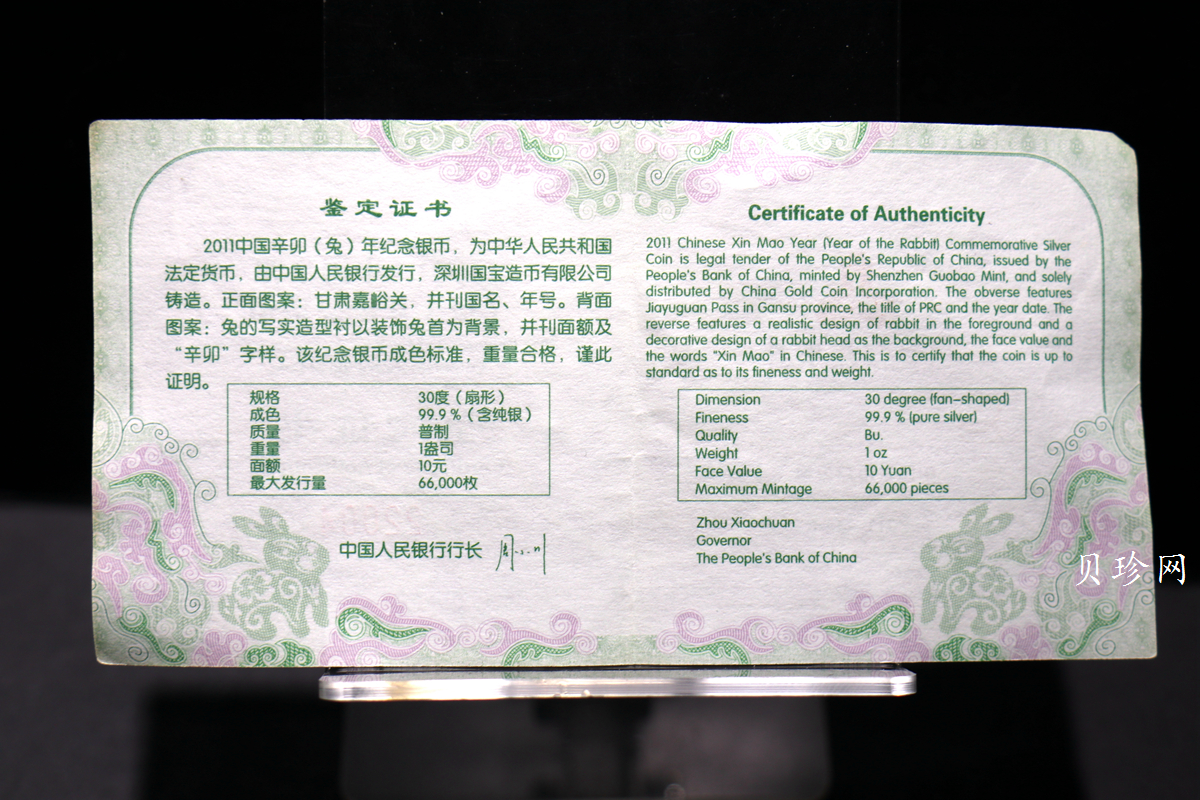 鉴定证书
2011中国辛卯（兔）年纪念银币，为中华人民共和国
法定货币，由中国人民银行发行，深圳国宝造币有限公司
铸造。正面图案：甘肃嘉峪关，并刊国名、年号。背面
图案：兔的写实造型衬以装饰兔首为背景，并刊面额及
“辛卯”字样。该纪念银币成色标准，重量合格，谨此
证明。
规格 30度（扇形）
成色 99.9％（含纯银）
质量 普制
重量 1盎司
面额 10元
最大发行量 66,000枚
中国人民银行行长
Certificate of Authenticity
2011 Chinese Xin Mao Year (Year of the Rabbit) Commemorative Silver
Coin is legal tender of the People's Republic of China, issued by the
People's Bank of China, minted by Shenzhen Guobao Mint, and solely
distributed by China Gold Coin Incorporation. The obverse features
Jiayuguan Pass in Gansu province, the title of PRC and the year date. The
reverse features a realistic design of rabbit in the foreground and a
decorative design of a rabbit head as the background, the face value and
the words "Xin Mao" in Chinese. This is to certify that the coin is up to
standard as to its fineness and weight.
Dimension 30 degree (fan-shaped)
Fineness 99.9 % (pure silver)
Quality Bu.
Weight 1 oz
Face Value 10 Yuan
Maximum Mintage 66,000 pieces
Zhou Xiaochuan
Governor
The People's Bank of China
贝珍网